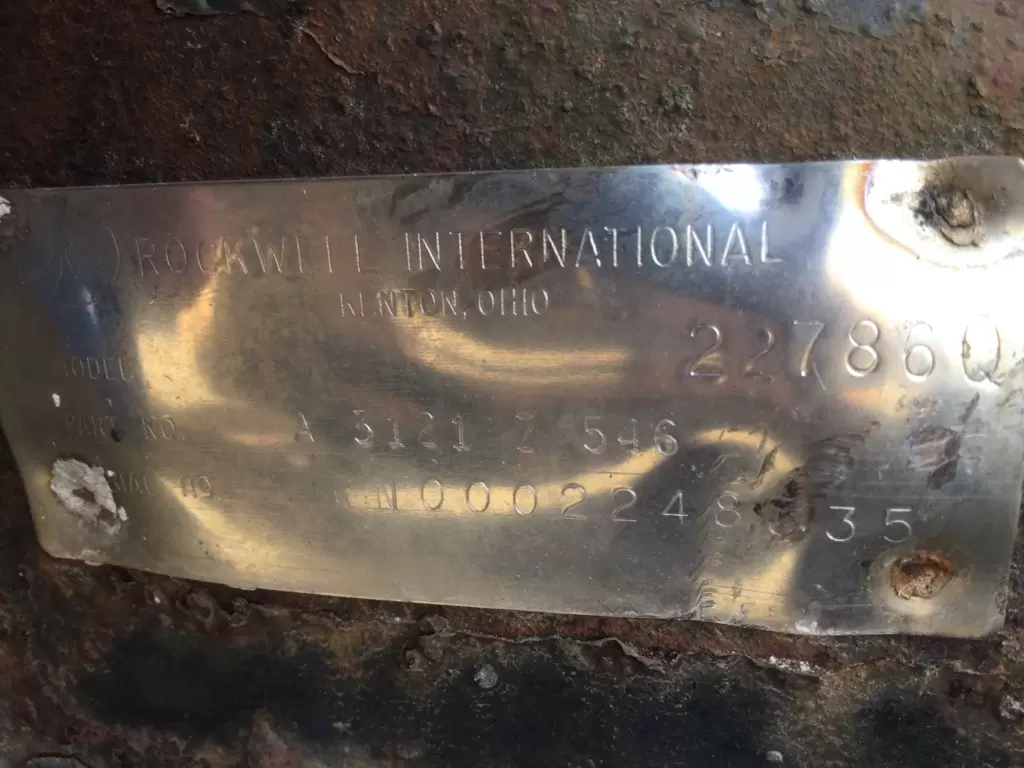 ROCKWELL INTERNATIONAL
KENTON, OHIO
MODEL 22786Q
PART NO. A 3121 Z 546
SERIAL NO. N0002248 35